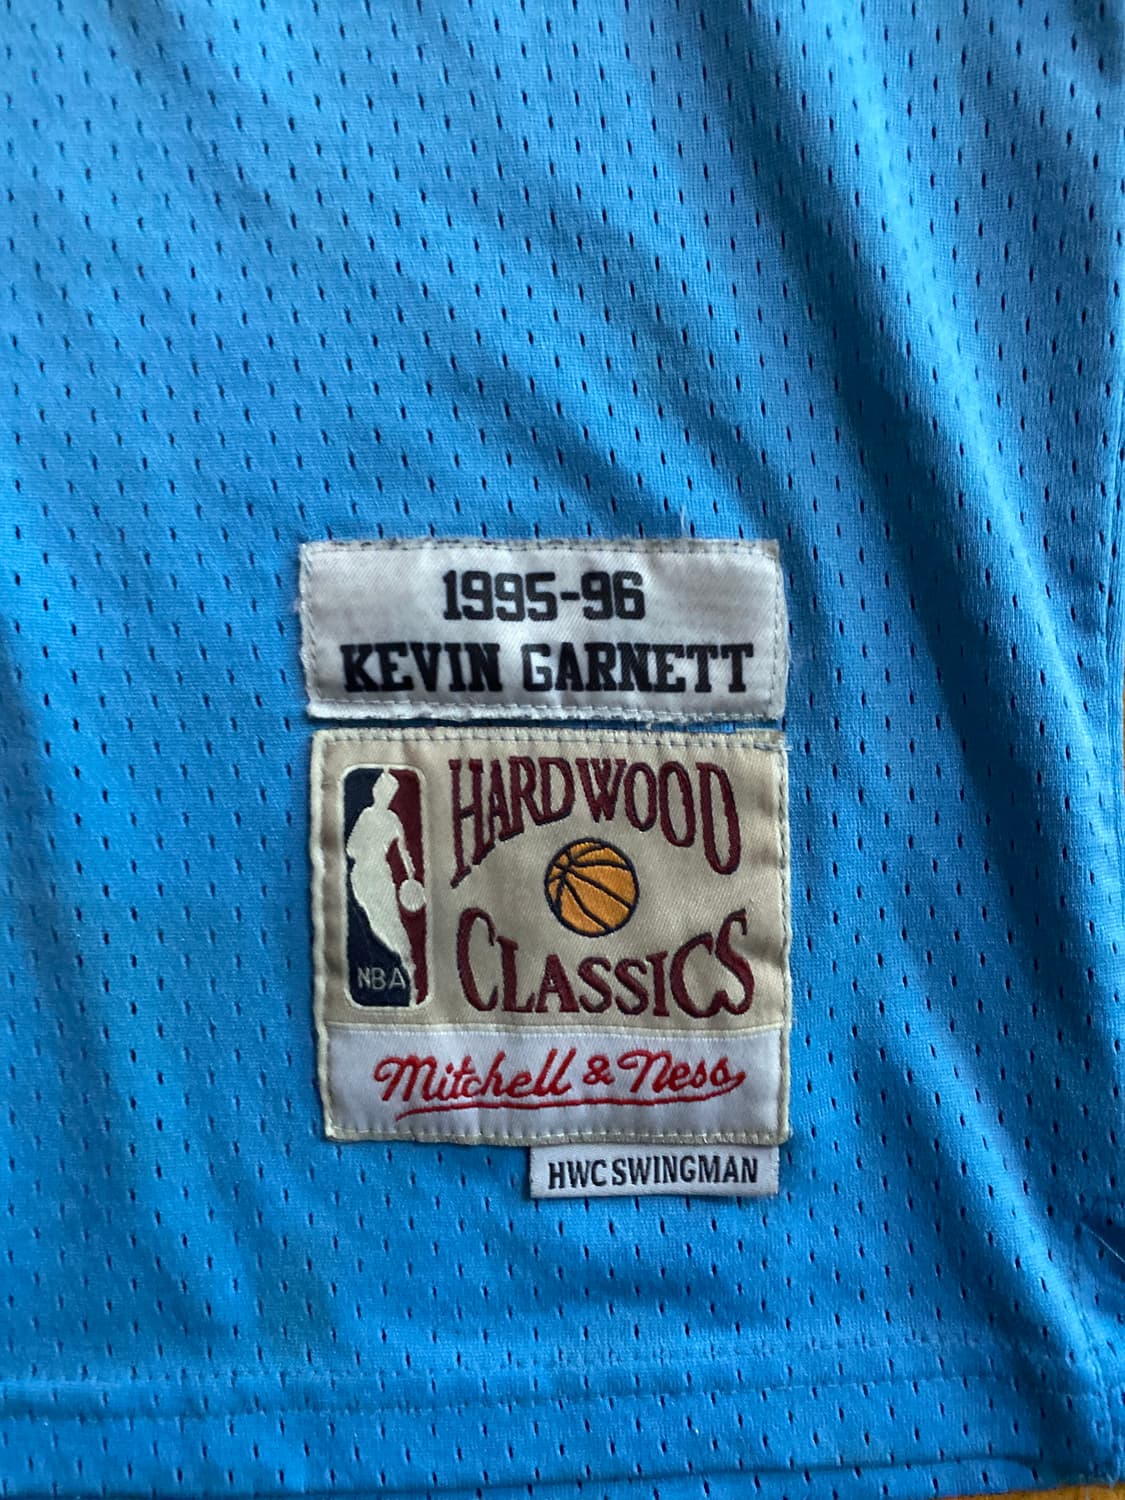 1995-96
KEVIN GARNETT
HARDWOOD
CLASSICS
NBA
Mitchell & Ness
HWC SWINGMAN